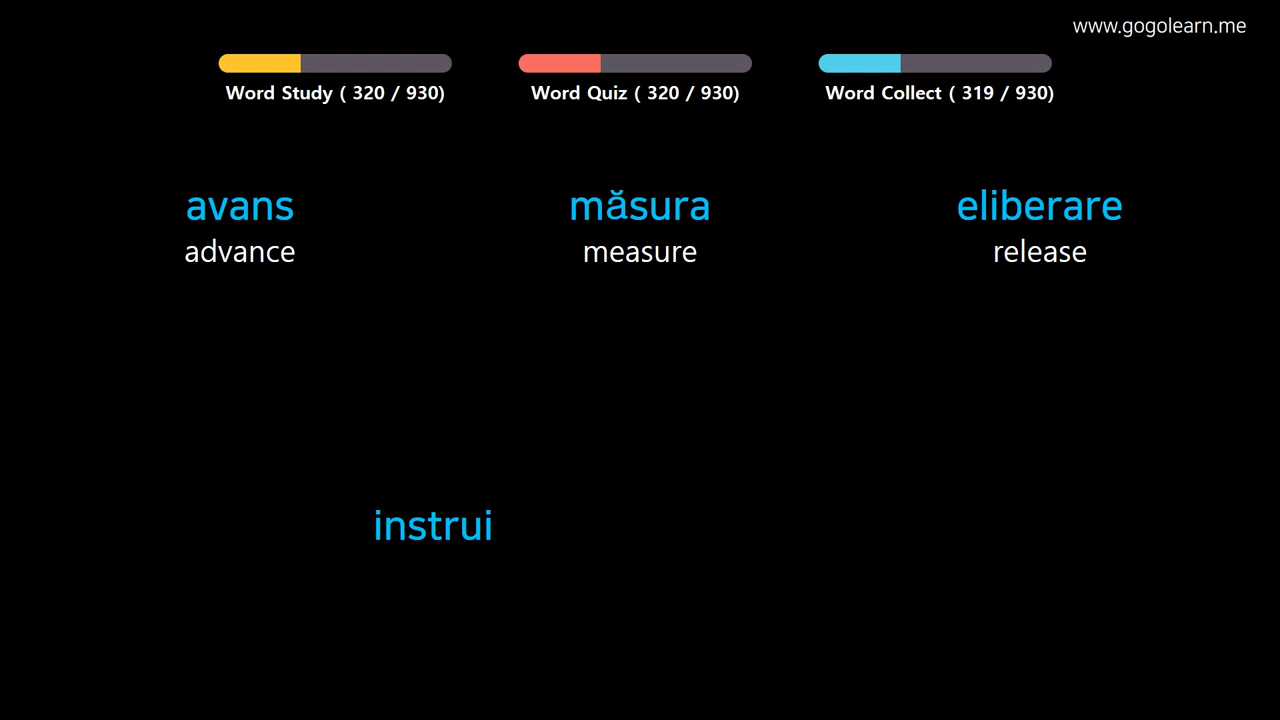 www.gogolearn.me
Word Study ( 320 / 930)
Word Quiz ( 320 / 930)
Word Collect ( 319 / 930)
avans
advance
măsura
measure
eliberare
release
instrui